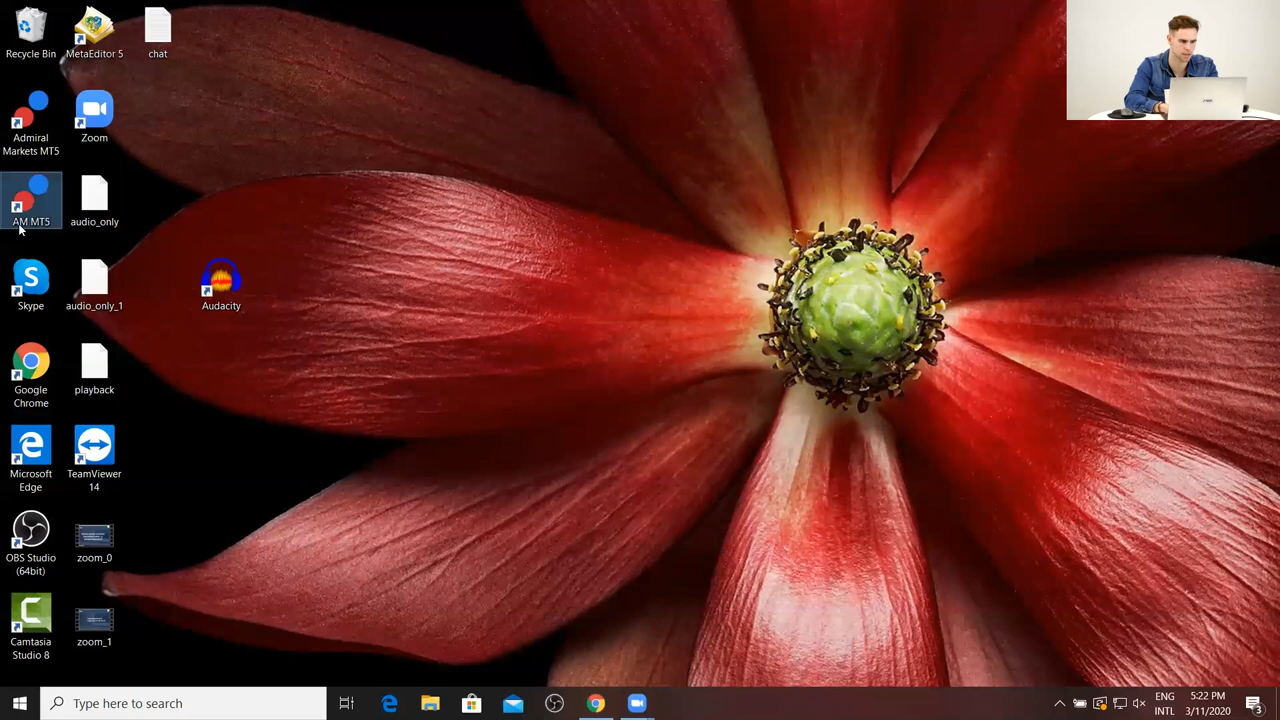 Recycle Bin
MetaEditor 5
chat
Admiral
Markets MT5
Zoom
AM MT5
audio_only
Skype
audio_only_1
Audacity
Google
Chrome
playback
Microsoft
Edge
TeamViewer
14
OBS Studio
(64bit)
zoom_0
Camtasia
Studio 8
zoom_1
Type here to search
ENG
INTL
5:22 PM
3/11/2020
3